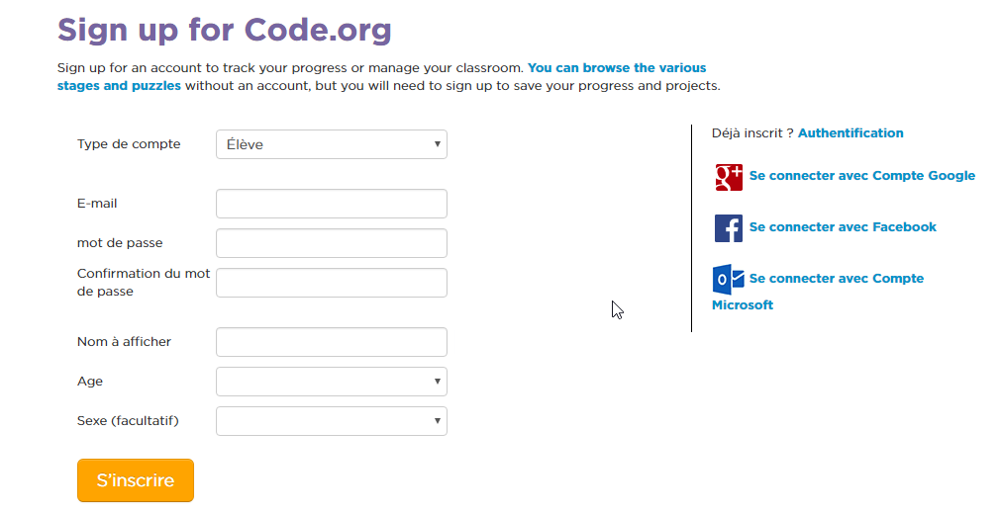 Sign up for Code.org
Sign up for an account to track your progress or manage your classroom. You can browse the various
stages and puzzles without an account, but you will need to sign up to save your progress and projects.
Type de compte
Élève
E-mail
mot de passe
Confirmation du mot
de passe
Nom à afficher
Age
Sexe (facultatif)
S'inscrire
Déjà inscrit ? Authentification
Se connecter avec Compte Google
Se connecter avec Facebook
Se connecter avec Compte
Microsoft